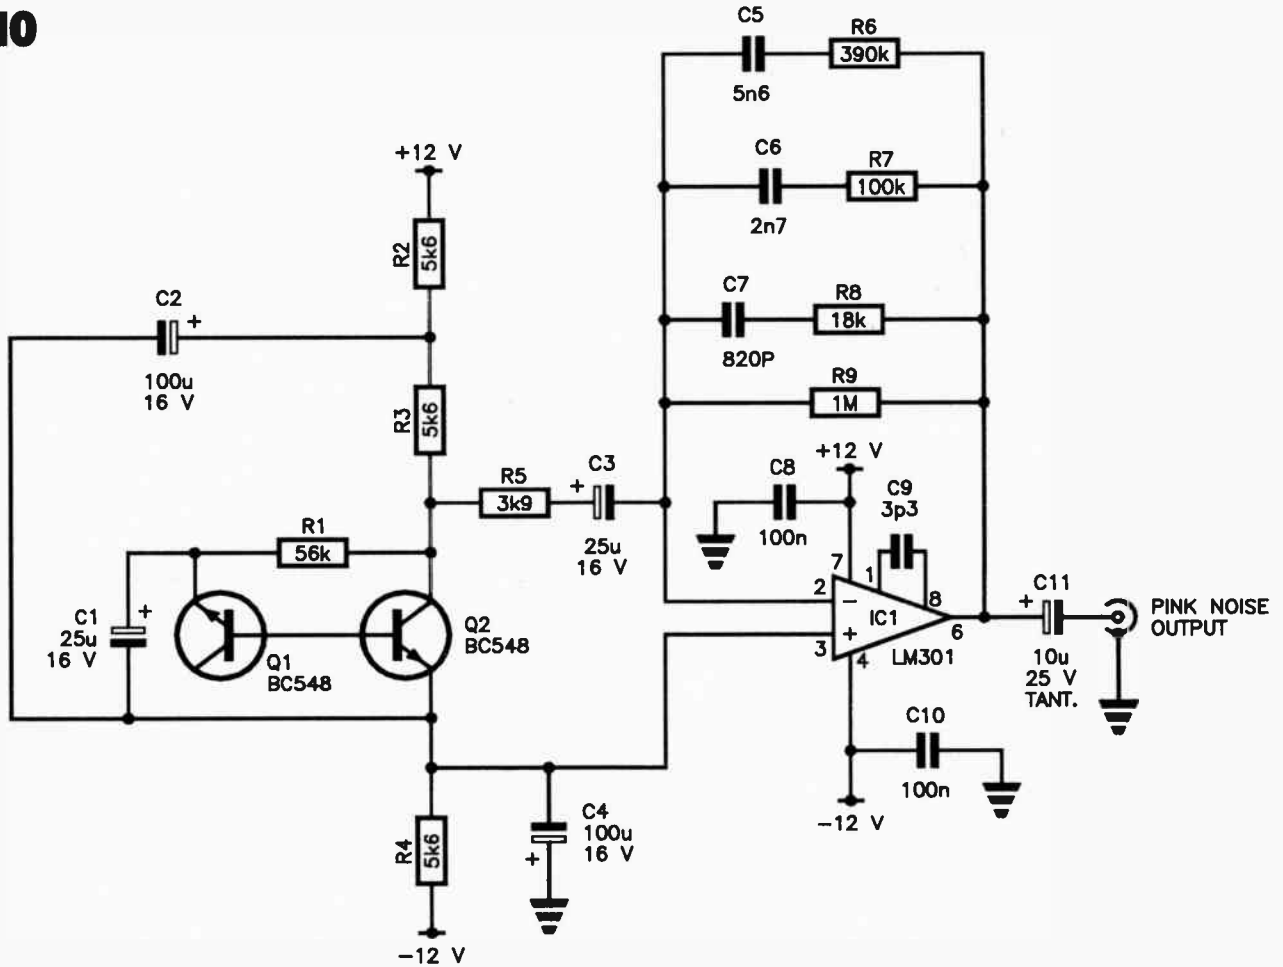 10
C5
5n6
R6
390k
C6
2n7
R7
100k
+12 V
R2
5k6
C2
+
100u
16 V
C7
820P
R8
18k
R3
5k6
R9
1M
R5
3k9
+
C3
25u
16 V
+12 V
C8
100n
C9
3p3
R1
56k
C1
25u
16 V
+
Q1
BC548
Q2
BC548
7
1
2
−
8
IC1
+
3
6
4
LM301
+
C11
10u
25 V
TANT.
PINK NOISE
OUTPUT
C10
100n
-12 V
R4
5k6
C4
100u
16 V
+
-12 V